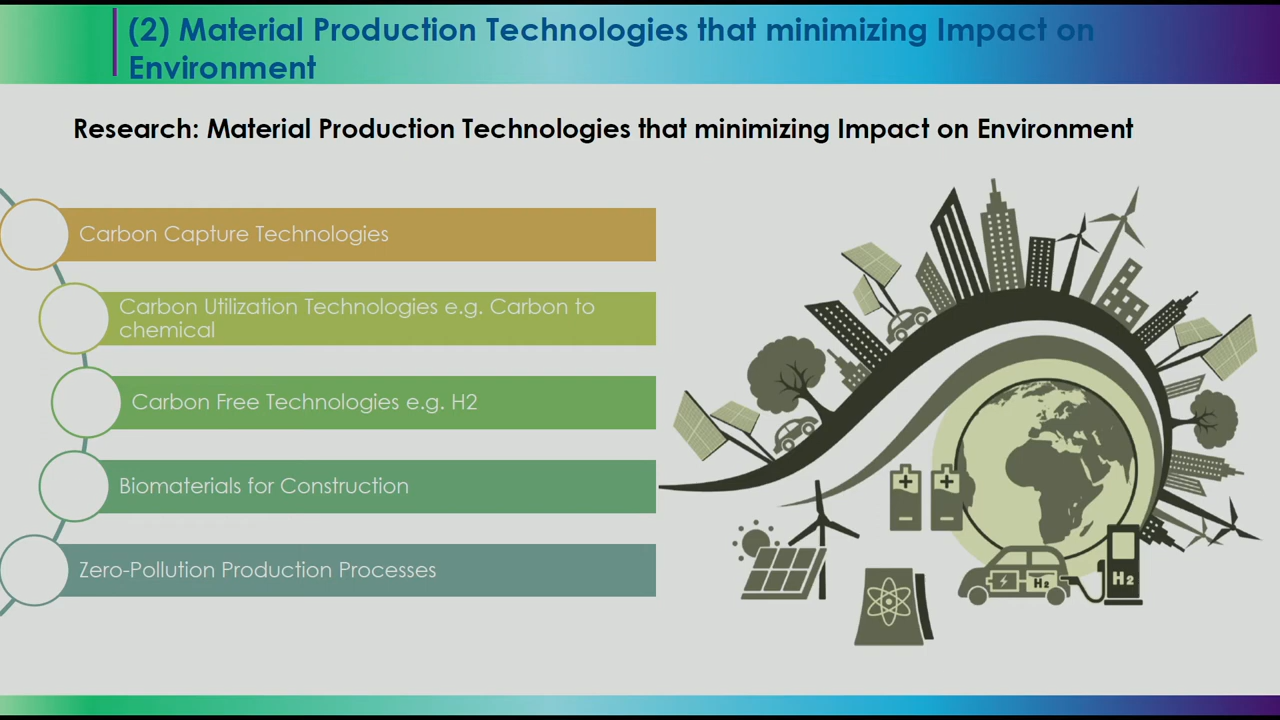 (2) Material Production Technologies that minimizing Impact on
Environment
Research: Material Production Technologies that minimizing Impact on Environment
Carbon Capture Technologies
Carbon Utilization Technologies e.g. Carbon to
chemical
Carbon Free Technologies e.g. H2
Biomaterials for Construction
Zero-Pollution Production Processes
H2
H2